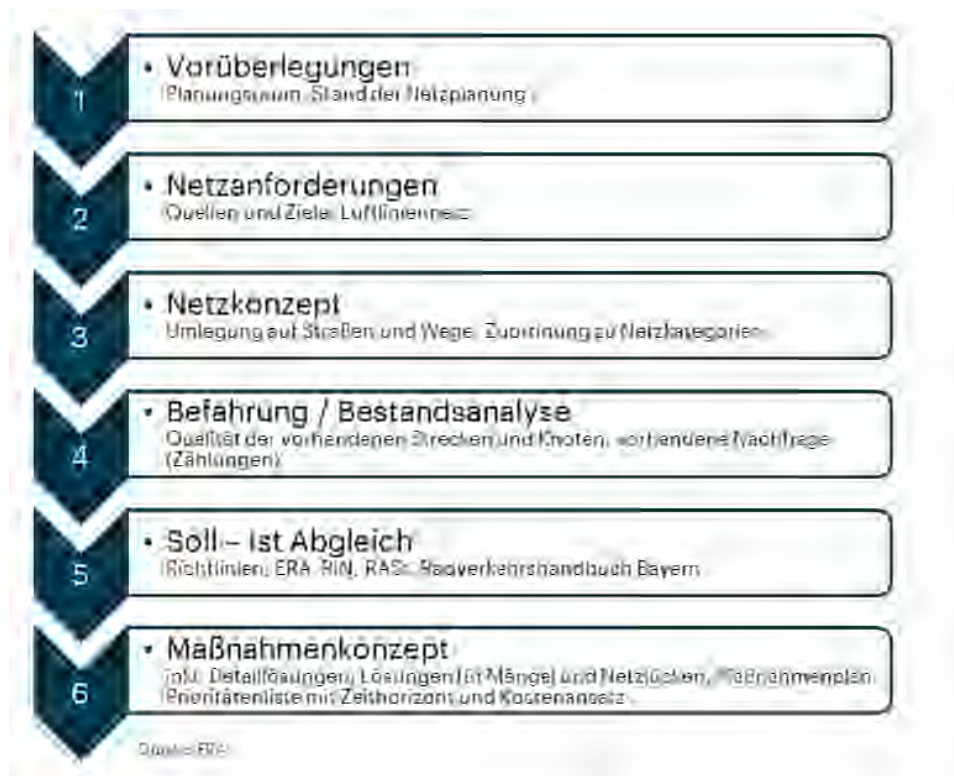 1
• Vorüberlegungen
Planungsraum, Stand der Netzplanung
2
• Netzanforderungen
Quellen und Ziele, Luftliniennetz
3
• Netzkonzept
Umlegung auf Straßen und Wege, Zuordnung zu Netzkategorien
4
• Befahrung / Bestandsanalyse
Qualität der vorhandenen Strecken und Knoten, vorhandene Nachfrage
(Zählungen)
5
• Soll – Ist Abgleich
Richtlinien, ERA, RIN, RASt, Radverkehrshandbuch Bayern
6
• Maßnahmenkonzept
inkl. Detaillösungen, Lösungen für Mängel und Netzlücken, Maßnahmenplan
Prioritätenliste mit Zeithorizont und Kostenansatz